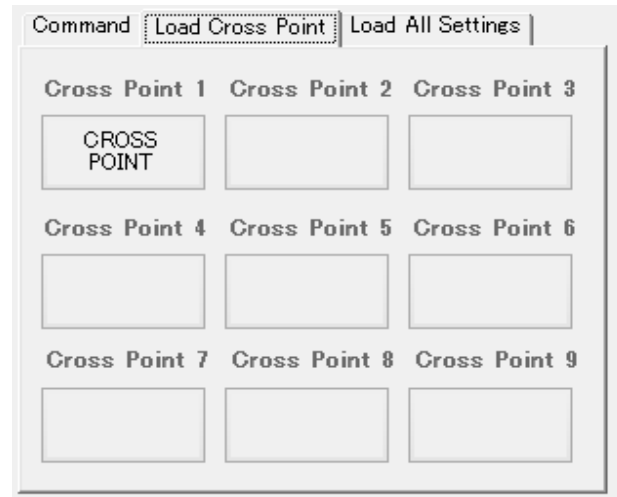 Command Load Cross Point Load All Settings
Cross Point 1 Cross Point 2 Cross Point 3
CROSS
POINT
Cross Point 4 Cross Point 5 Cross Point 6
Cross Point 7 Cross Point 8 Cross Point 9